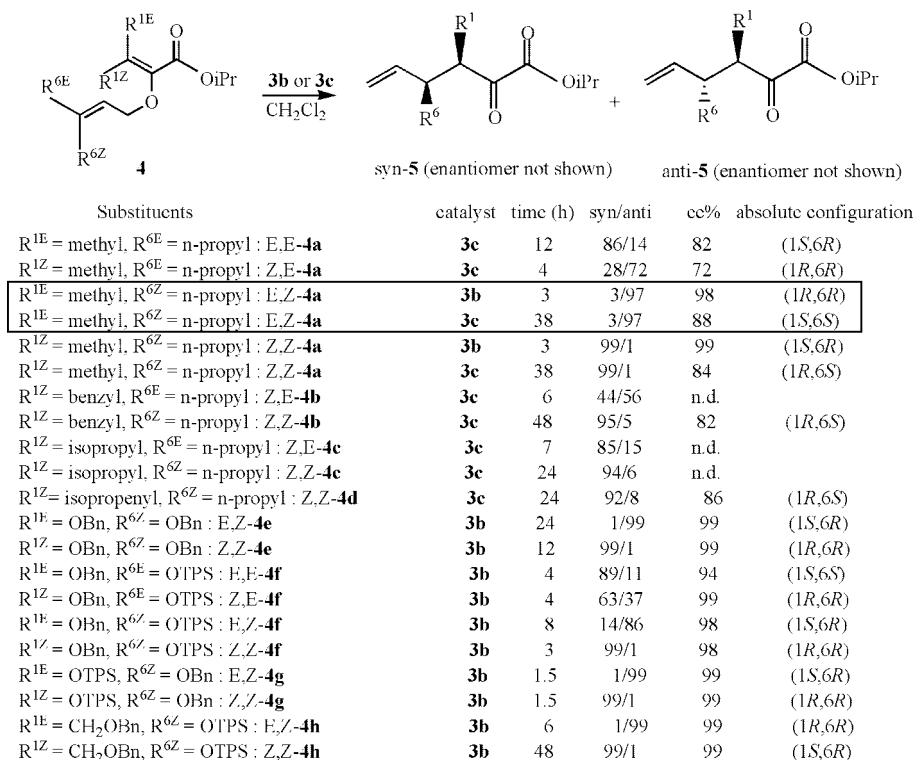 R1E
O
R1Z
OiPr
R6E
O
R6Z
4
3b or 3c
CH2Cl2
R1
O
OiPr
R6
O
syn-5 (enantiomer not shown)
+
R1
O
OiPr
R6
O
anti-5 (enantiomer not shown)
Substituents catalyst time (h) syn/anti ee% absolute configuration
R1E = methyl, R6E = n-propyl : E,E-4a 3c 12 86/14 82 (1S,6R)
R1Z = methyl, R6E = n-propyl : Z,E-4a 3c 4 28/72 72 (1R,6R)
R1E = methyl, R6Z = n-propyl : E,Z-4a 3b 3 3/97 98 (1R,6R)
R1E = methyl, R6Z = n-propyl : E,Z-4a 3c 38 3/97 88 (1S,6S)
R1Z = methyl, R6Z = n-propyl : Z,Z-4a 3b 3 99/1 99 (1S,6R)
R1Z = methyl, R6Z = n-propyl : Z,Z-4a 3c 38 99/1 84 (1R,6S)
R1Z = benzyl, R6E = n-propyl : Z,E-4b 3c 6 44/56 n.d.
R1Z = benzyl, R6Z = n-propyl : Z,Z-4b 3c 48 95/5 82 (1R,6S)
R1Z = isopropyl, R6E = n-propyl : Z,E-4c 3c 7 85/15 n.d.
R1Z = isopropyl, R6Z = n-propyl : Z,Z-4c 3c 24 94/6 n.d.
R1Z= isopropenyl, R6Z = n-propyl : Z,Z-4d 3c 24 92/8 86 (1R,6S)
R1E = OBn, R6Z = OBn : E,Z-4e 3b 24 1/99 99 (1S,6R)
R1Z = OBn, R6Z = OBn : Z,Z-4e 3b 12 99/1 99 (1R,6R)
R1E = OBn, R6E = OTPS : E,E-4f 3b 4 89/11 94 (1S,6S)
R1Z = OBn, R6E = OTPS : Z,E-4f 3b 4 63/37 99 (1R,6R)
R1E = OBn, R6Z = OTPS : E,Z-4f 3b 8 14/86 98 (1S,6R)
R1Z = OBn, R6Z = OTPS : Z,Z-4f 3b 3 99/1 98 (1R,6R)
R1E = OTPS, R6Z = OBn : E,Z-4g 3b 1.5 1/99 99 (1S,6R)
R1Z = OTPS, R6Z = OBn : Z,Z-4g 3b 1.5 99/1 99 (1R,6R)
R1E = CH2OBn, R6Z = OTPS : E,Z-4h 3b 6 1/99 99 (1R,6R)
R1Z = CH2OBn, R6Z = OTPS : Z,Z-4h 3b 48 99/1 99 (1S,6R)